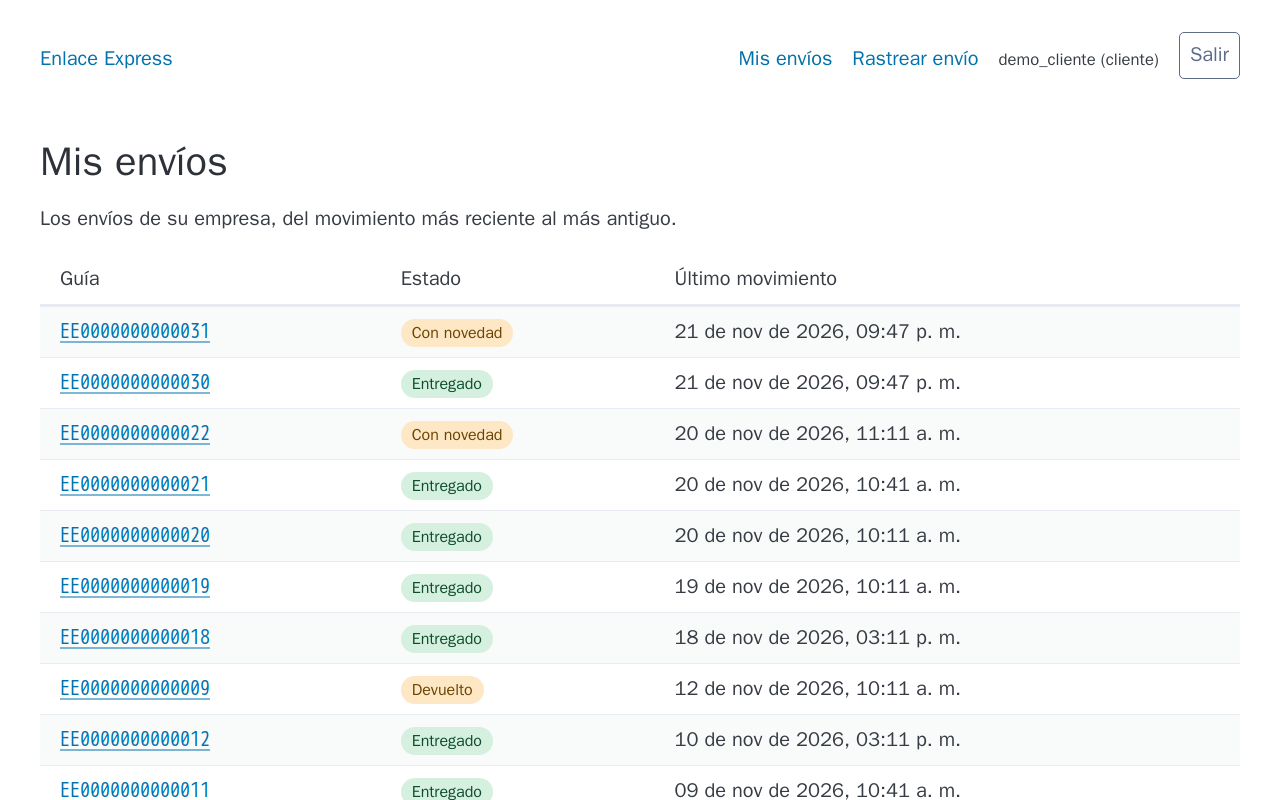 Enlace Express Mis envíos Rastrear envío demo_cliente (cliente) Salir
Mis envíos
Los envíos de su empresa, del movimiento más reciente al más antiguo.
Guía Estado Último movimiento
EE0000000000031 Con novedad 21 de nov de 2026, 09:47 p. m.
EE0000000000030 Entregado 21 de nov de 2026, 09:47 p. m.
EE0000000000022 Con novedad 20 de nov de 2026, 11:11 a. m.
EE0000000000021 Entregado 20 de nov de 2026, 10:41 a. m.
EE0000000000020 Entregado 20 de nov de 2026, 10:11 a. m.
EE0000000000019 Entregado 19 de nov de 2026, 10:11 a. m.
EE0000000000018 Entregado 18 de nov de 2026, 03:11 p. m.
EE0000000000009 Devuelto 12 de nov de 2026, 10:11 a. m.
EE0000000000012 Entregado 10 de nov de 2026, 03:11 p. m.
EE0000000000011 Entregado 09 de nov de 2026, 10:41 a. m.